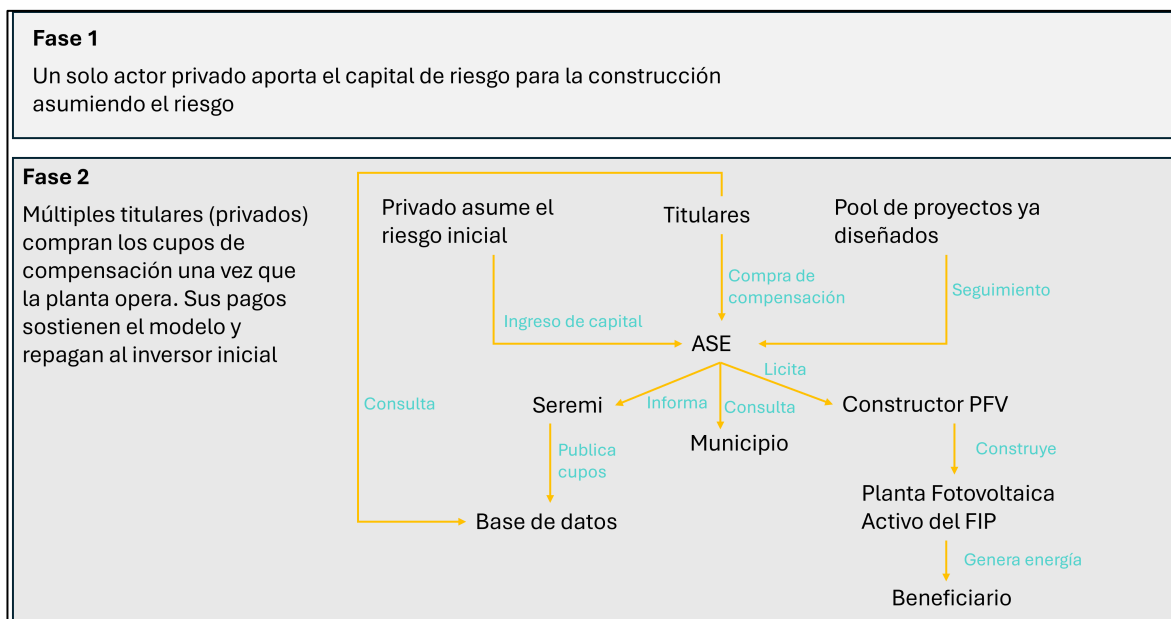 Fase 1
Un solo actor privado aporta el capital de riesgo para la construcción
asumiendo el riesgo
Fase 2
Múltiples titulares (privados)
compran los cupos de
compensación una vez que
la planta opera. Sus pagos
sostienen el modelo y
repagan al inversor inicial
Privado asume el
riesgo inicial
Titulares
Pool de proyectos ya
diseñados
Compra de
compensación
Seguimiento
Ingreso de capital
ASE
Licita
Consulta
Seremi
Informa
Consulta
Constructor PFV
Municipio
Publica
cupos
Construye
Base de datos
Planta Fotovoltaica
Activo del FIP
Genera energía
Beneficiario